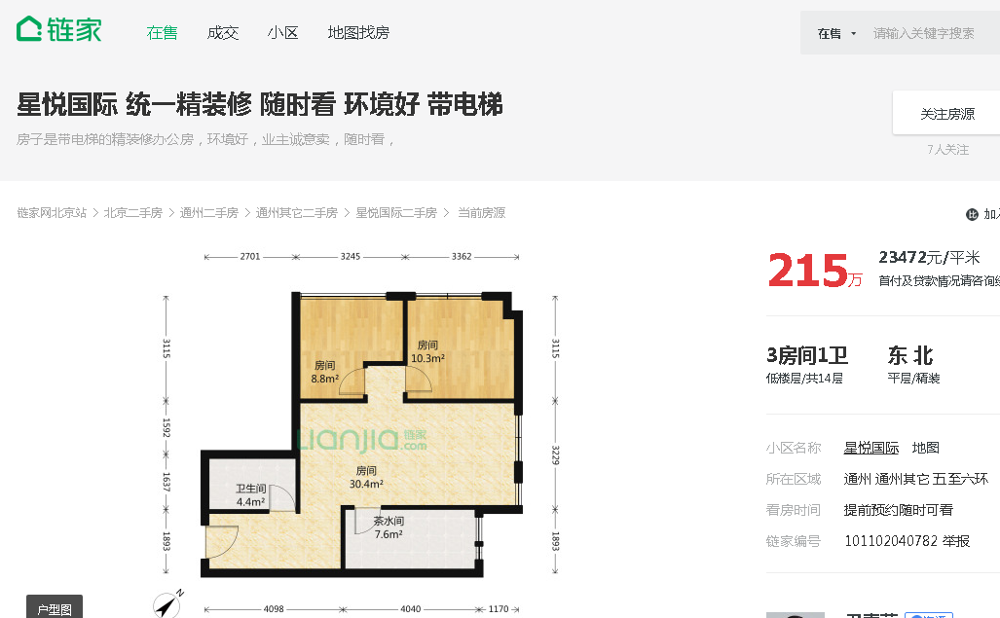 链家 在售 成交 小区 地图找房 在售 请输入关键字搜索
星悦国际 统一精装修 随时看 环境好 带电梯
房子是带电梯的精装修办公房，环境好，业主诚意卖，随时看，
关注房源
7人关注
链家网北京站 > 北京二手房 > 通州二手房 > 通州其它二手房 > 星悦国际二手房 > 当前房源
比 加入
2701 3245 3362
3115
1592
1637
1893
3115
3229
1893
房间
8.8m²
房间
10.3m²
Lianjia 链家 .com
房间
30.4m²
卫生间
4.4m²
茶水间
7.6m²
N
4098 4040 1170
户型图
215万
23472元/平米
首付及贷款情况请咨询经
3房间1卫 东 北
低楼层/共14层 平层/精装
小区名称 星悦国际 地图
所在区域 通州 通州其它 五至六环
看房时间 提前预约随时可看
链家编号 101102040782 举报